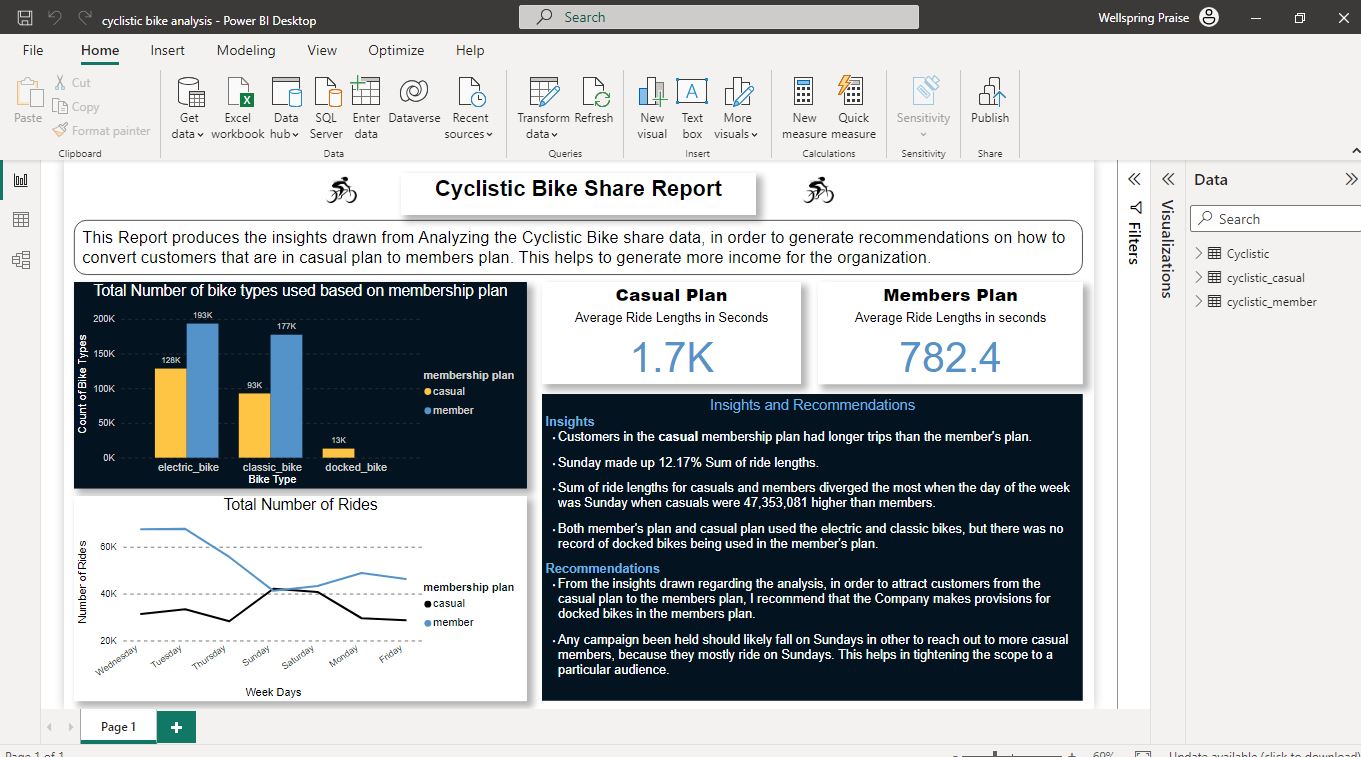 cyclistic bike analysis - Power BI Desktop
Search
Wellspring Praise
File
Home
Insert
Modeling
View
Optimize
Help
Paste
Cut
Copy
Format painter
Clipboard
Get
data
Excel
workbook
Data
hub
SQL
Server
Enter
data
Dataverse
Recent
sources
Data
Transform
data
Refresh
Queries
New
visual
Text
box
More
visuals
Insert
New
measure
Quick
measure
Calculations
Sensitivity
Sensitivity
Publish
Share
Cyclistic Bike Share Report
This Report produces the insights drawn from Analyzing the Cyclistic Bike share data, in order to generate recommendations on how to
convert customers that are in casual plan to members plan. This helps to generate more income for the organization.
Total Number of bike types used based on membership plan
Count of Bike Types
200K
150K
100K
50K
0K
128K
193K
93K
177K
13K
electric_bike
classic_bike
docked_bike
Bike Type
membership plan
casual
member
Casual Plan
Average Ride Lengths in Seconds
1.7K
Members Plan
Average Ride Lengths in seconds
782.4
Total Number of Rides
Number of Rides
60K
40K
20K
Wednesday
Tuesday
Thursday
Sunday
Saturday
Monday
Friday
Week Days
membership plan
casual
member
Insights and Recommendations
Insights
· Customers in the casual membership plan had longer trips than the member's plan.
· Sunday made up 12.17% Sum of ride lengths.
· Sum of ride lengths for casuals and members diverged the most when the day of the week
was Sunday when casuals were 47,353,081 higher than members.
· Both member's plan and casual plan used the electric and classic bikes, but there was no
record of docked bikes being used in the member's plan.
Recommendations
· From the insights drawn regarding the analysis, in order to attract customers from the
casual plan to the members plan, I recommend that the Company makes provisions for
docked bikes in the members plan.
· Any campaign been held should likely fall on Sundays in other to reach out to more casual
members, because they mostly ride on Sundays. This helps in tightening the scope to a
particular audience.
Filters
Visualizations
Data
Search
Cyclistic
cyclistic_casual
cyclistic_member
Page 1
Page 1 of 1
60%
Update available (click to download)